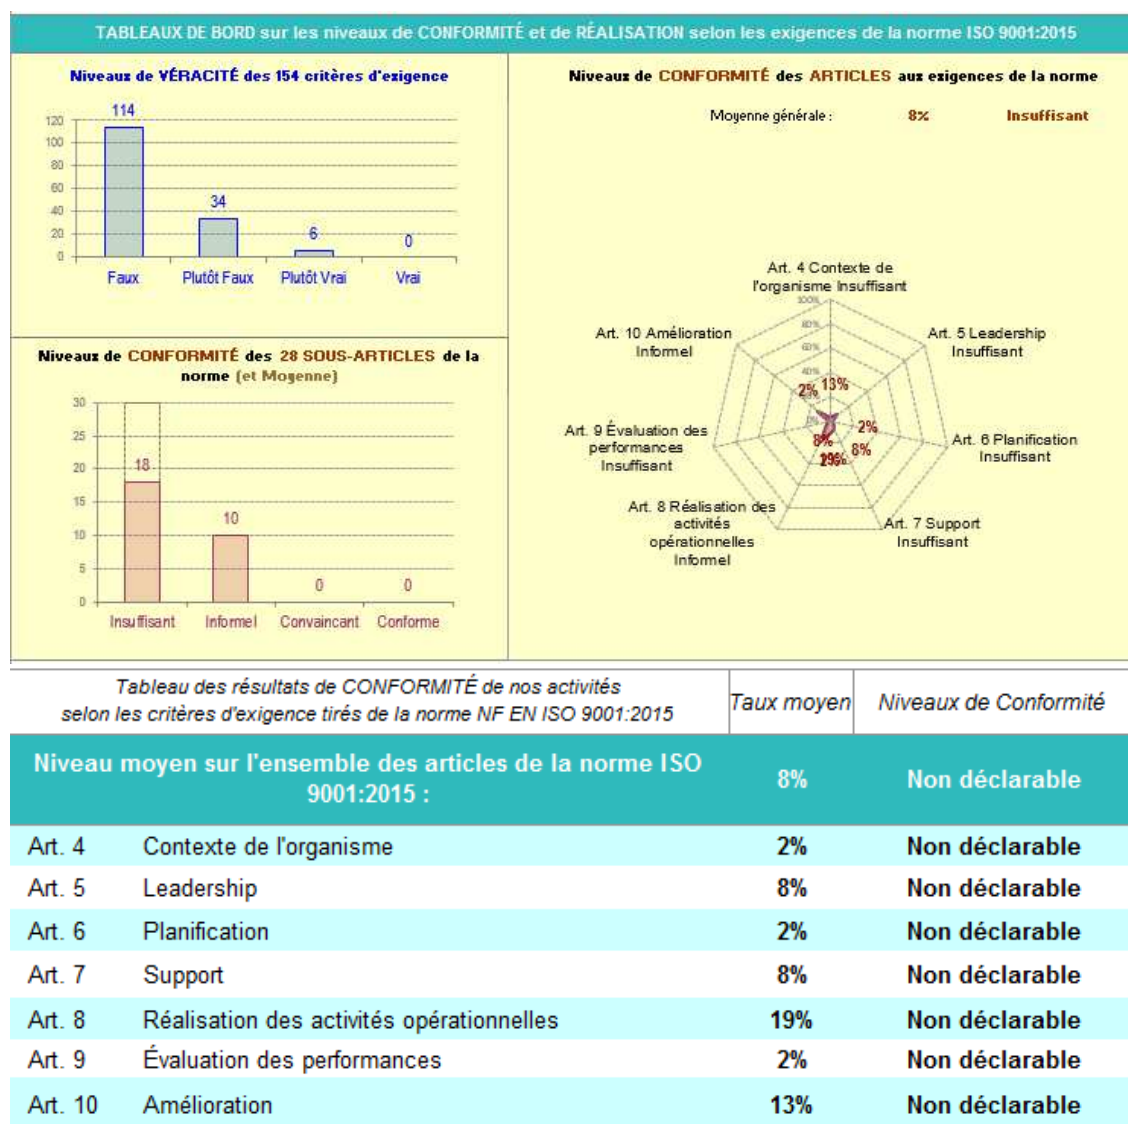 TABLEAUX DE BORD sur les niveaux de CONFORMITÉ et de RÉALISATION selon les exigences de la norme ISO 9001:2015
Niveaux de VÉRACITÉ des 154 critères d'exigence
120
100
80
60
40
20
0
114
34
6
0
Faux
Plutôt Faux
Plutôt Vrai
Vrai
Niveaux de CONFORMITÉ des 28 SOUS-ARTICLES de la
norme (et Moyenne)
30
25
20
15
10
5
0
18
10
0
0
Insuffisant
Informel
Convaincant
Conforme
Niveaux de CONFORMITÉ des ARTICLES aux exigences de la norme
Moyenne générale :
8%
Insuffisant
Art. 4 Contexte de
l'organisme Insuffisant
100%
80%
60%
40%
0%
Art. 5 Leadership
Insuffisant
Art. 6 Planification
Insuffisant
Art. 7 Support
Insuffisant
Art. 8 Réalisation des
activités
opérationnelles
Informel
Art. 9 Évaluation des
performances
Insuffisant
Art. 10 Amélioration
Informel
2%
13%
2%
8%
8%
Tableau des résultats de CONFORMITÉ de nos activités
selon les critères d'exigence tirés de la norme NF EN ISO 9001:2015
Taux moyen
Niveaux de Conformité
Niveau moyen sur l'ensemble des articles de la norme ISO
9001:2015 :
8%
Non déclarable
Art. 4 Contexte de l'organisme 2% Non déclarable
Art. 5 Leadership 8% Non déclarable
Art. 6 Planification 2% Non déclarable
Art. 7 Support 8% Non déclarable
Art. 8 Réalisation des activités opérationnelles 19% Non déclarable
Art. 9 Évaluation des performances 2% Non déclarable
Art. 10 Amélioration 13% Non déclarable